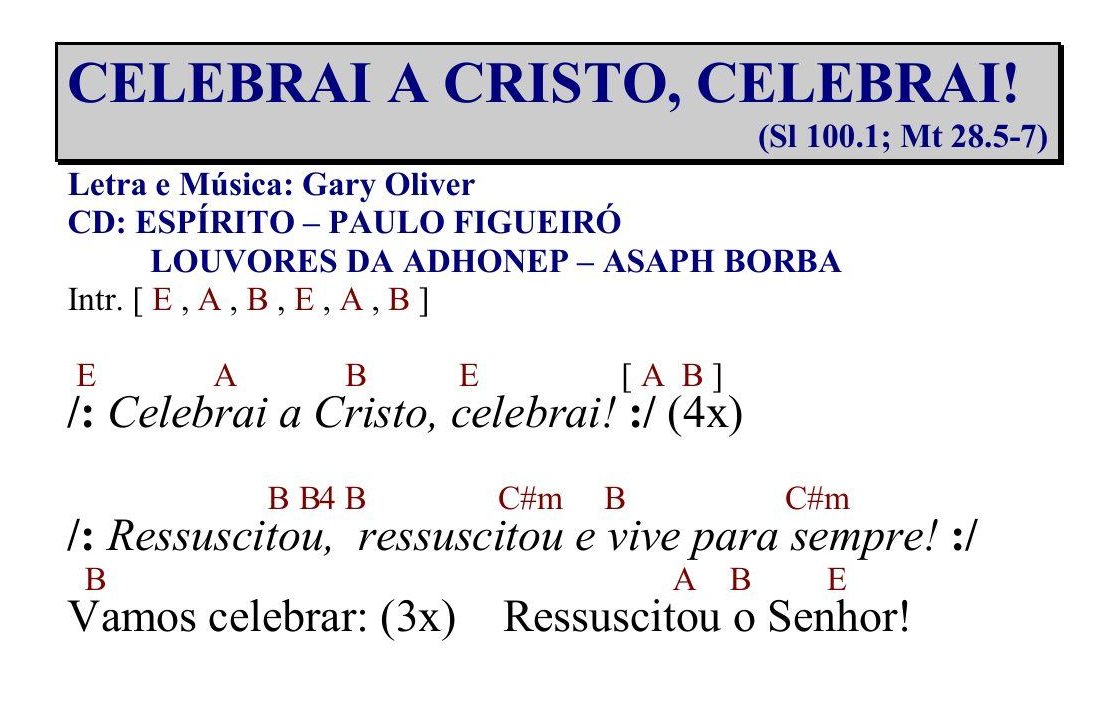 CELEBRAI A CRISTO, CELEBRAI!
(Sl 100.1; Mt 28.5-7)
Letra e Música: Gary Oliver
CD: ESPÍRITO – PAULO FIGUEIRÓ
LOUVORES DA ADHONEP – ASAPH BORBA
Intr. [ E , A , B , E , A , B ]
E A B E [ A B ]
/: Celebrai a Cristo, celebrai! :/ (4x)
B B4 B C#m B C#m
/: Ressuscitou, ressuscitou e vive para sempre! :/
B A B E
Vamos celebrar: (3x) Ressuscitou o Senhor!